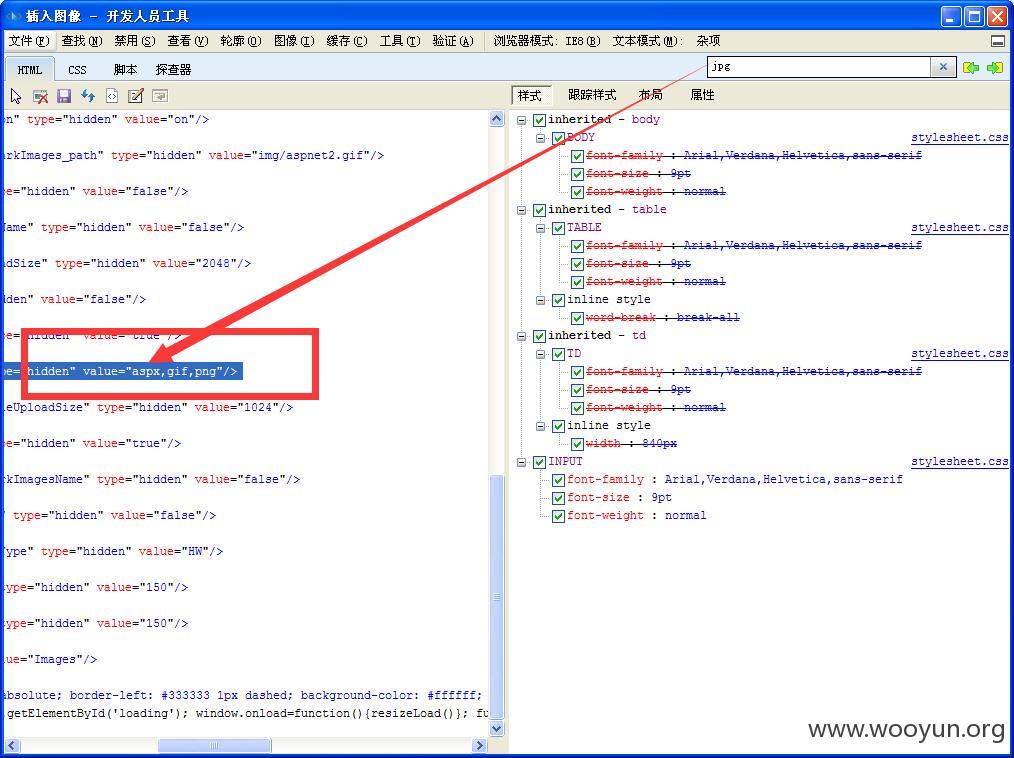 插入图像 - 开发人员工具
文件(F) 查找(N) 禁用(S) 查看(V) 轮廓(O) 图像(I) 缓存(C) 工具(T) 验证(A) 浏览器模式: IE8(B) 文本模式(M): 杂项
HTML CSS 脚本 探查器
jpg
样式 跟踪样式 布局 属性
on" type="hidden" value="on"/>
arkImages_path" type="hidden" value="img/aspnet2.gif"/>
pe="hidden" value="false"/>
Name" type="hidden" value="false"/>
adSize" type="hidden" value="2048"/>
dden" value="false"/>
pe="hidden" value="true"/>
pe="hidden" value="aspx,gif,png"/>
leUploadSize" type="hidden" value="1024"/>
pe="hidden" value="true"/>
arkImagesName" type="hidden" value="false"/>
" type="hidden" value="false"/>
Type" type="hidden" value="HW"/>
type="hidden" value="150"/>
type="hidden" value="150"/>
lue="Images"/>
absolute; border-left: #333333 1px dashed; background-color: #ffffff;
.getElementById('loading'); window.onload=function(){resizeLoad()}; fu
inherited - body
BODY stylesheet.css
font-family : Arial,Verdana,Helvetica,sans-serif
font-size : 9pt
font-weight : normal
inherited - table
TABLE stylesheet.css
font-family : Arial,Verdana,Helvetica,sans-serif
font-size : 9pt
font-weight : normal
inline style
word-break : break-all
inherited - td
TD stylesheet.css
font-family : Arial,Verdana,Helvetica,sans-serif
font-size : 9pt
font-weight : normal
inline style
width : 840px
INPUT stylesheet.css
font-family : Arial,Verdana,Helvetica,sans-serif
font-size : 9pt
font-weight : normal
www.wooyun.org